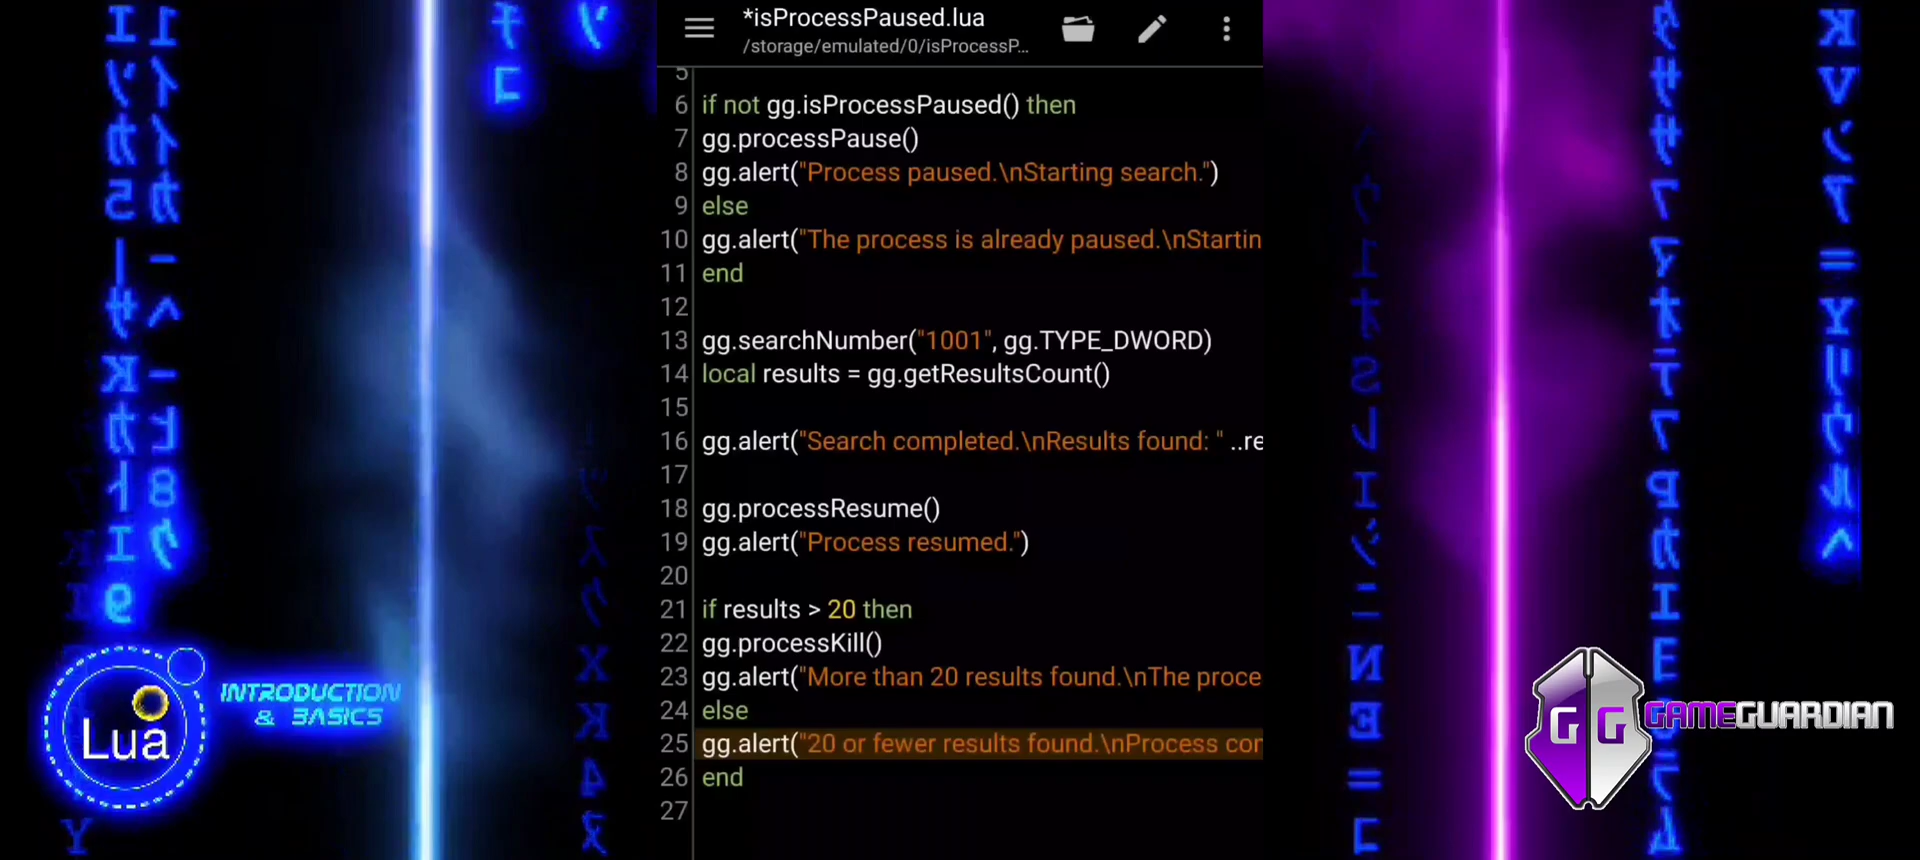 *isProcessPaused.lua
/storage/emulated/0/isProcessP...
5
6 if not gg.isProcessPaused() then
7 gg.processPause()
8 gg.alert("Process paused.\nStarting search.")
9 else
10 gg.alert("The process is already paused.\nStartin
11 end
12
13 gg.searchNumber("1001", gg.TYPE_DWORD)
14 local results = gg.getResultsCount()
15
16 gg.alert("Search completed.\nResults found: " ..re
17
18 gg.processResume()
19 gg.alert("Process resumed.")
20
21 if results > 20 then
22 gg.processKill()
23 gg.alert("More than 20 results found.\nThe proce
24 else
25 gg.alert("20 or fewer results found.\nProcess con
26 end
27
Lua
INTRODUCTION
& BASICS
GG
GAMEGUARDIAN